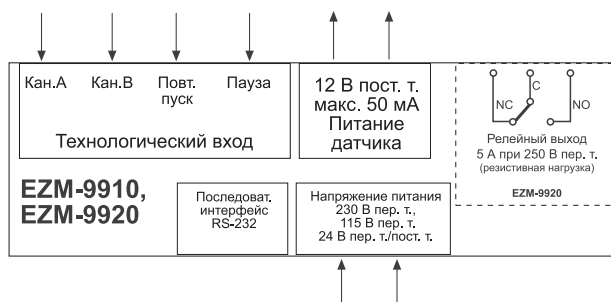 Кан.А Кан.В Повт. пуск Пауза
Технологический вход
12 В пост. т.
макс. 50 мА
Питание
датчика
C
NC
NO
Релейный выход
5 А при 250 В пер. т.
(резистивная нагрузка)
EZM-9920
EZM-9910,
EZM-9920
Последоват.
интерфейс
RS-232
Напряжение питания
230 В пер. т.,
115 В пер. т.
24 В пер. т./пост. т.